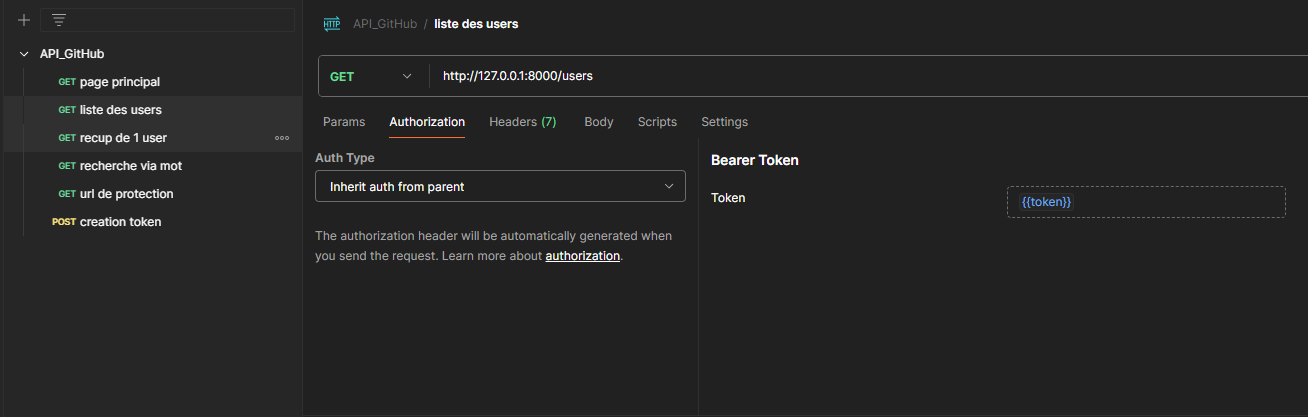 API_GitHub
GET page principal
GET liste des users
GET recup de 1 user
GET recherche via mot
GET url de protection
POST creation token
HTTP API_GitHub / liste des users
GET http://127.0.0.1:8000/users
Params Authorization Headers (7) Body Scripts Settings
Auth Type
Inherit auth from parent
The authorization header will be automatically generated when
you send the request. Learn more about authorization.
Bearer Token
Token {{token}}